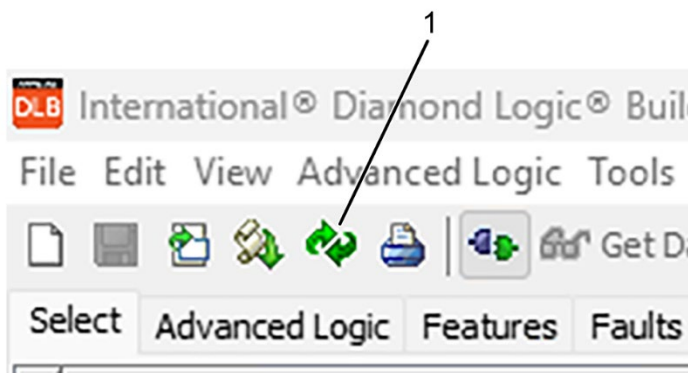 1
DLB International® Diamond Logic® Buil
File Edit View Advanced Logic Tools
Get Da
Select Advanced Logic Features Faults